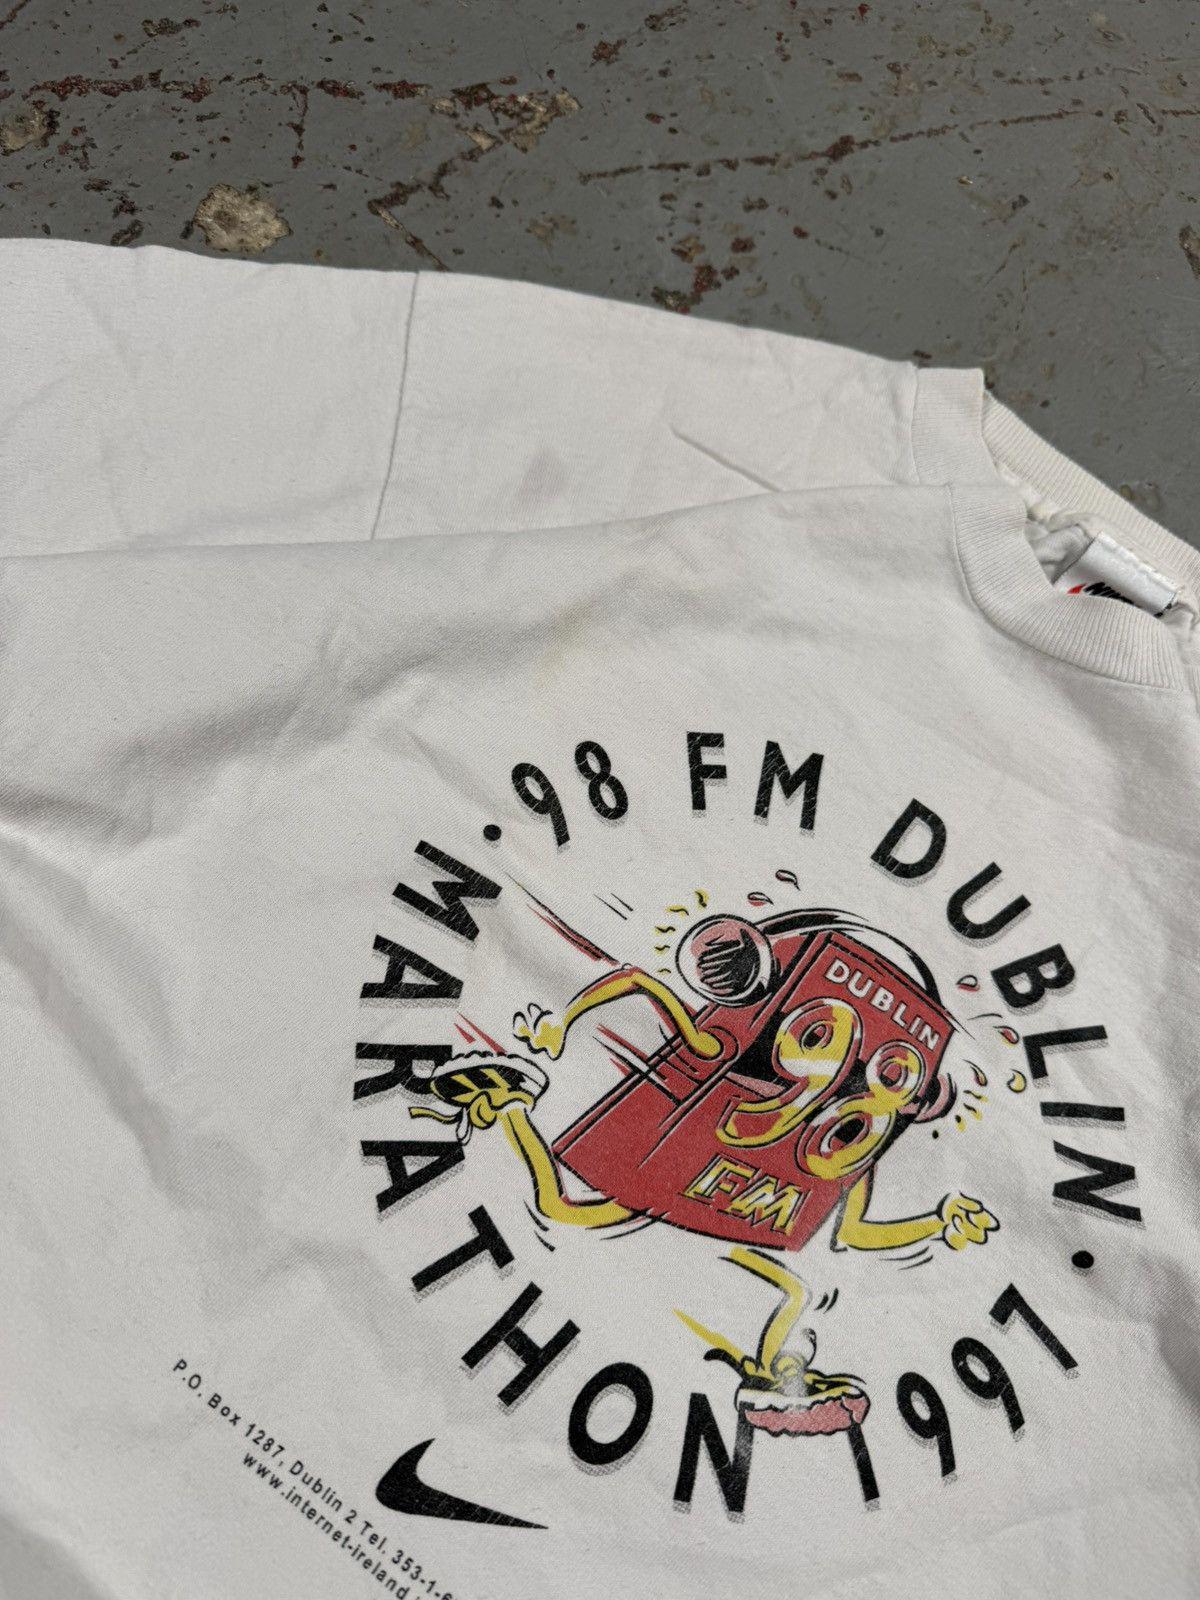 NIKE
• 98 FM DUBLIN • 1997 MARATHON
DUBLIN
98
FM
P.O. Box 1287, Dublin 2 Tel. 353-1-6
www.internet-ireland